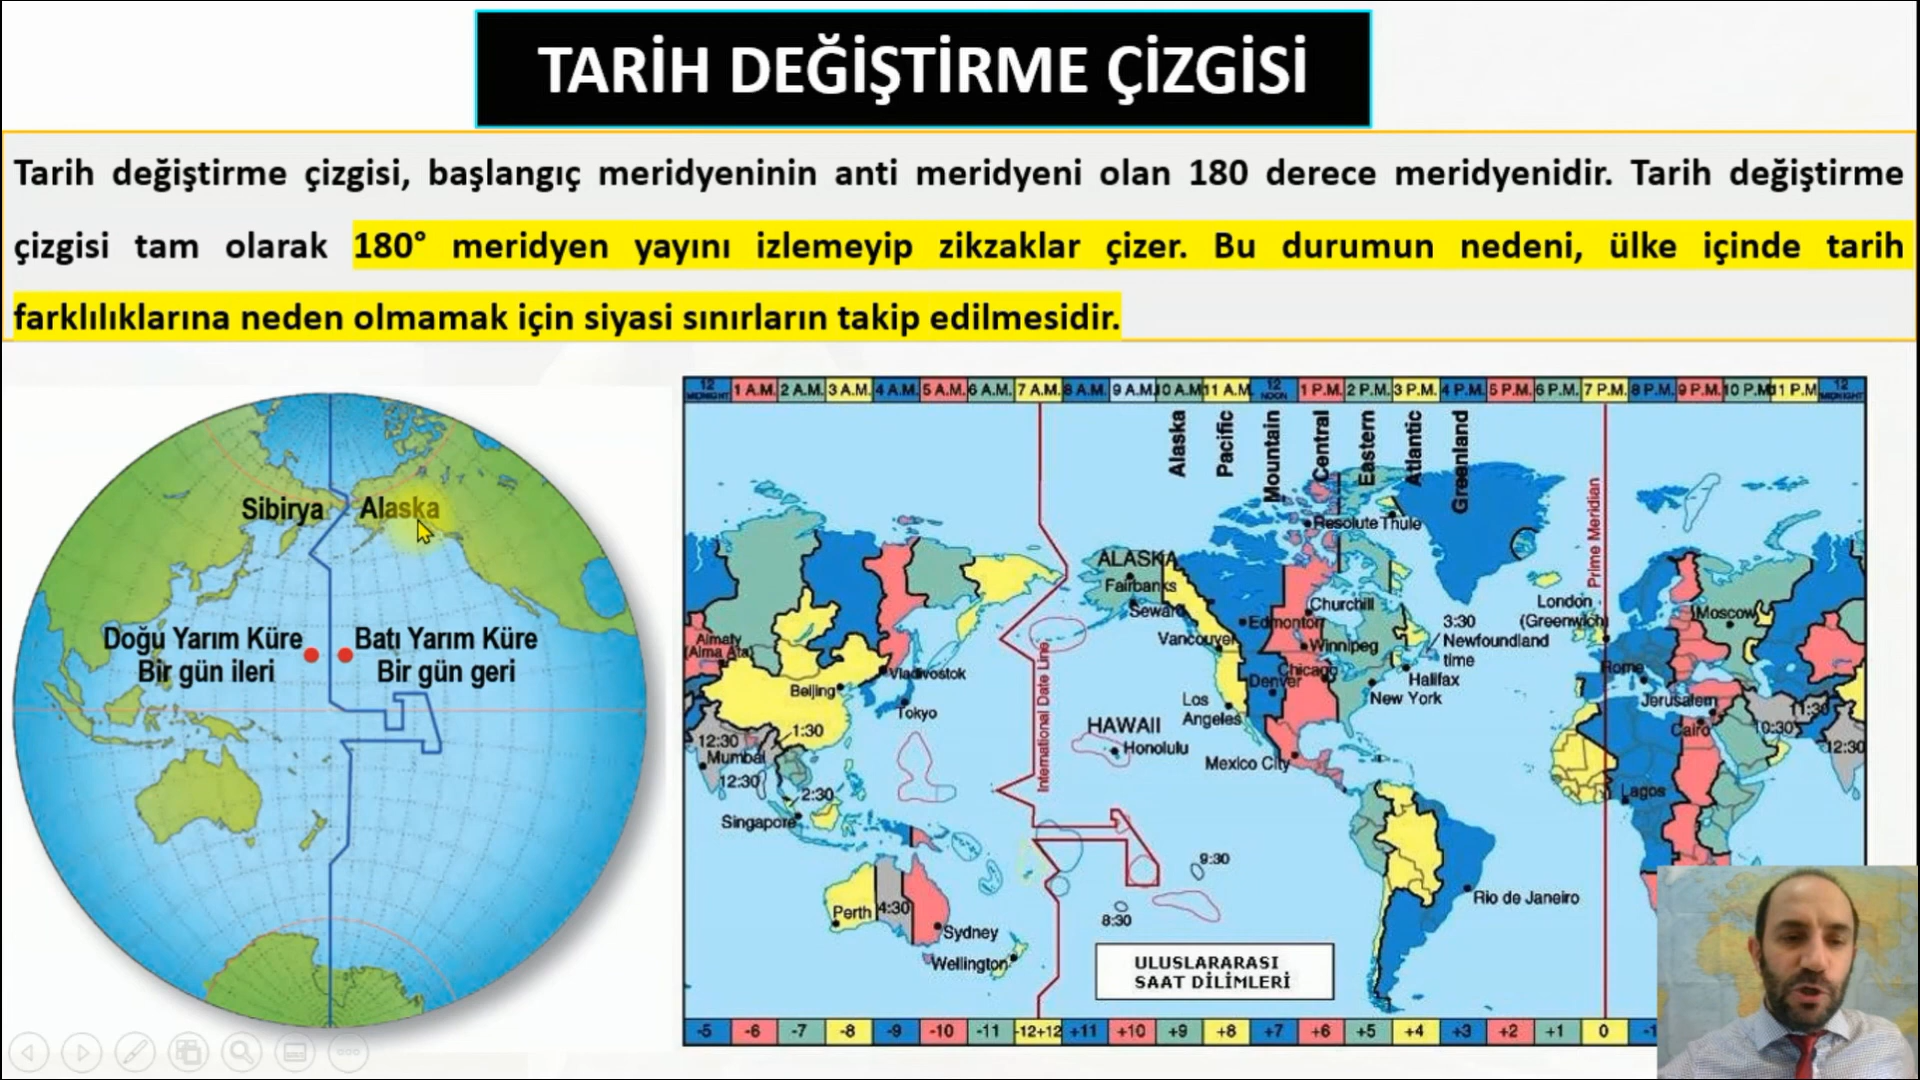 TARİH DEĞİŞTİRME ÇİZGİSİ
Tarih değiştirme çizgisi, başlangıç meridyeninin anti meridyeni olan 180 derece meridyenidir. Tarih değiştirme
çizgisi tam olarak 180° meridyen yayını izlemeyip zikzaklar çizer. Bu durumun nedeni, ülke içinde tarih
farklılıklarına neden olmamak için siyasi sınırların takip edilmesidir.
Sibirya Alaska
Doğu Yarım Küre
Bir gün ileri
Batı Yarım Küre
Bir gün geri
12 MIDNIGHT 1 A.M. 2 A.M. 3 A.M. 4 A.M. 5 A.M. 6 A.M. 7 A.M. 8 A.M. 9 A.M. 10 A.M. 11 A.M. 12 NOON 1 P.M. 2 P.M. 3 P.M. 4 P.M. 5 P.M. 6 P.M. 7 P.M. 8 P.M. 9 P.M. 10 P.M. 11 P.M. 12 MIDNIGHT
Alaska
Pacific
Mountain
Central
Eastern
Atlantic
Greenland
Prime Meridian
International Date Line
Resolute Thule
ALASKA
Fairbanks
Seward
Vancouver
Edmonton
Churchill
Winnipeg
Chicago
Denver
3:30
Newfoundland
time
Halifax
New York
Los
Angeles
Mexico City
HAWAII
Honolulu
London
(Greenwich)
Moscow
Rome
Jerusalem
Cairo
Lagos
11:30
10:30
12:30
Almaty
(Alma Ata)
Vladivostok
Beijing
Tokyo
1:30
12:30
Mumbai
12:30
2:30
Singapore
Perth
4:30
Sydney
Wellington
9:30
8:30
Rio de Janeiro
ULUSLARARASI
SAAT DİLİMLERİ
-5 -6 -7 -8 -9 -10 -11 -12+12 +11 +10 +9 +8 +7 +6 +5 +4 +3 +2 +1 0 -1